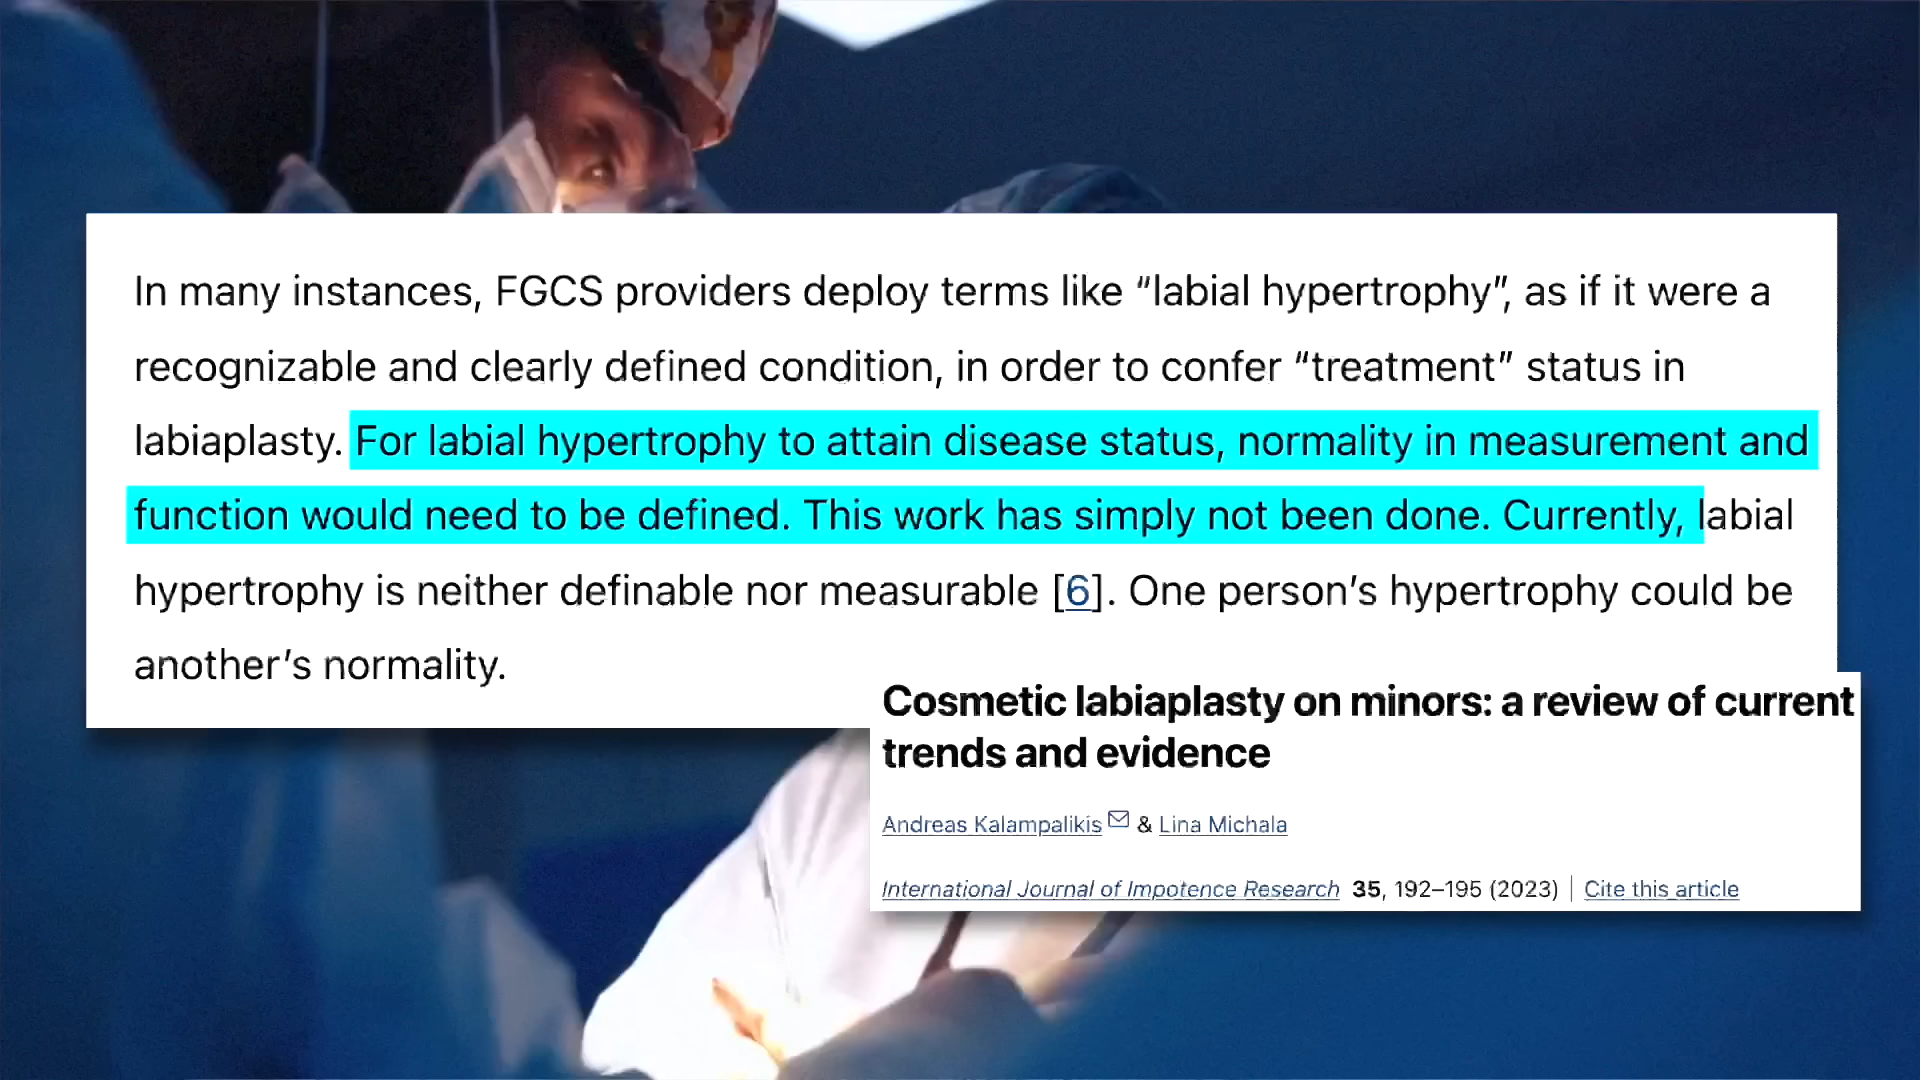 In many instances, FGCS providers deploy terms like “labial hypertrophy”, as if it were a
recognizable and clearly defined condition, in order to confer “treatment” status in
labiaplasty. For labial hypertrophy to attain disease status, normality in measurement and
function would need to be defined. This work has simply not been done. Currently, labial
hypertrophy is neither definable nor measurable [6]. One person’s hypertrophy could be
another’s normality.
Cosmetic labiaplasty on minors: a review of current
trends and evidence
Andreas Kalampalikis & Lina Michala
International Journal of Impotence Research 35, 192–195 (2023) | Cite this article